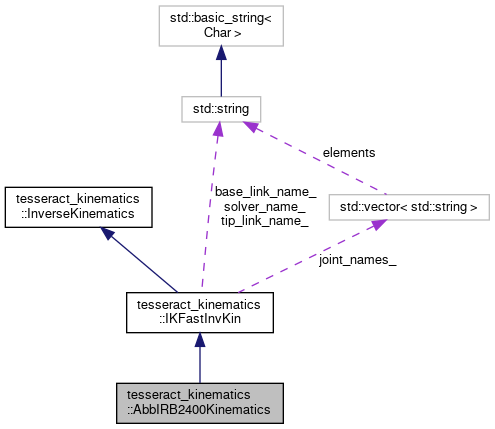 std::basic_string<
Char >
std::string
elements
base_link_name_
solver_name_
tip_link_name_
std::vector< std::string >
tesseract_kinematics
::InverseKinematics
joint_names_
tesseract_kinematics
::IKFastInvKin
tesseract_kinematics
::AbbIRB2400Kinematics